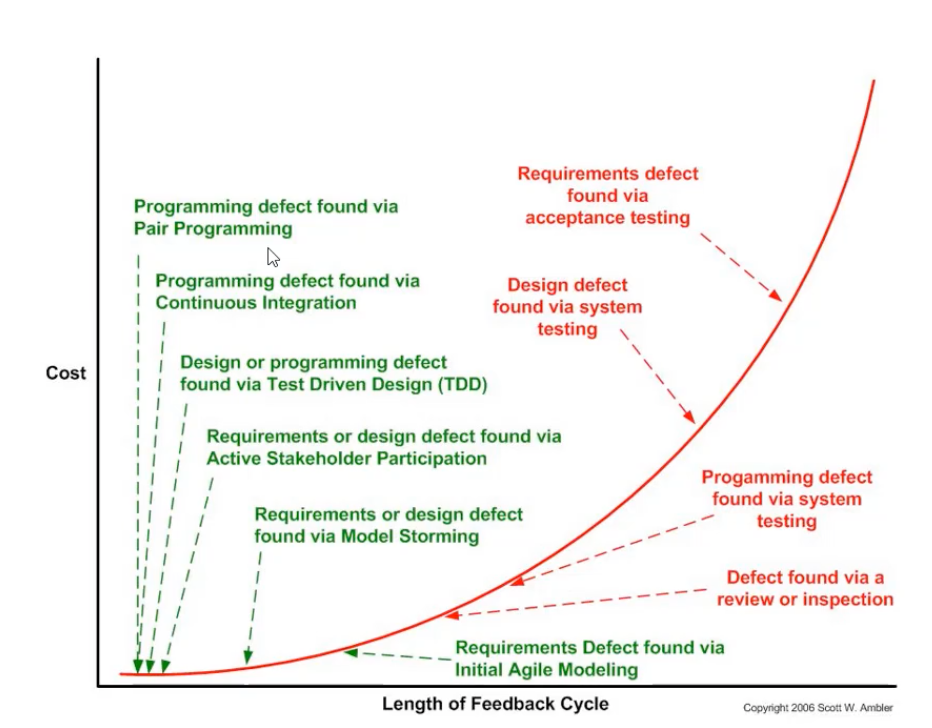 Programming defect found via
Pair Programming
Programming defect found via
Continuous Integration
Design or programming defect
found via Test Driven Design (TDD)
Requirements or design defect found via
Active Stakeholder Participation
Requirements or design defect
found via Model Storming
Requirements Defect found via
Initial Agile Modeling
Requirements defect
found via
acceptance testing
Design defect
found via system
testing
Progamming defect
found via system
testing
Defect found via a
review or inspection
Cost
Length of Feedback Cycle
Copyright 2006 Scott W. Ambler